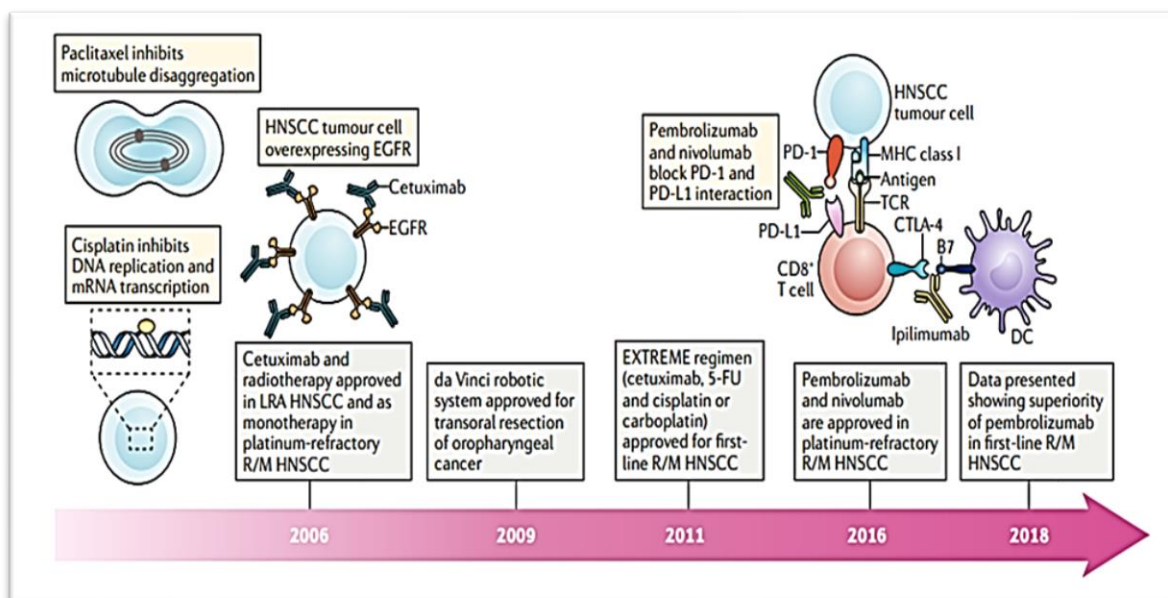 Paclitaxel inhibits
microtubule disaggregation
HNSCC tumour cell
overexpressing EGFR
Cetuximab
EGFR
Cisplatin inhibits
DNA replication and
mRNA transcription
Pembrolizumab
and nivolumab
block PD-1 and
PD-L1 interaction
HNSCC
tumour cell
PD-1
MHC class I
Antigen
TCR
PD-L1
CTLA-4
B7
CD8+
T cell
Ipilimumab
DC
Cetuximab and
radiotherapy approved
in LRA HNSCC and as
monotherapy in
platinum-refractory
R/M HNSCC
da Vinci robotic
system approved for
transoral resection
of oropharyngeal
cancer
EXTREME regimen
(cetuximab, 5-FU
and cisplatin or
carboplatin)
approved for first-
line R/M HNSCC
Pembrolizumab
and nivolumab
are approved in
platinum-refractory
R/M HNSCC
Data presented
showing superiority
of pembrolizumab
in first-line R/M
HNSCC
2006
2009
2011
2016
2018